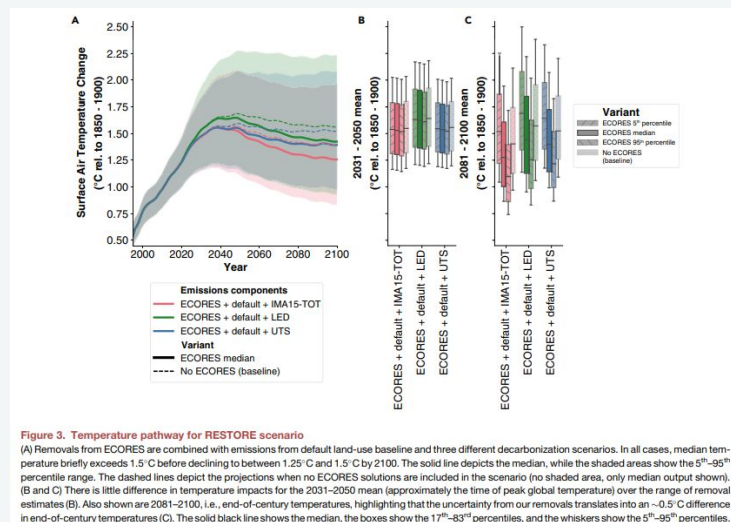 A
B
C
Surface Air Temperature Change
(°C rel. to 1850 - 1900)
2.50
2.25
2.00
1.75
1.50
1.25
1.00
0.75
0.50
2000
2020
2040
2060
2080
2100
Year
2031 - 2050 mean
(°C rel. to 1850 - 1900)
2081 - 2100 mean
(°C rel. to 1850 - 1900)
ECORES + default + IMA15-TOT
ECORES + default + LED
ECORES + default + UTS
ECORES + default + IMA15-TOT
ECORES + default + LED
ECORES + default + UTS
Variant
ECORES 5th percentile
ECORES median
ECORES 95th percentile
No ECORES
(baseline)
Emissions components
ECORES + default + IMA15-TOT
ECORES + default + LED
ECORES + default + UTS
Variant
ECORES median
No ECORES (baseline)
Figure 3. Temperature pathway for RESTORE scenario
(A) Removals from ECORES are combined with emissions from default land-use baseline and three different decarbonization scenarios. In all cases, median tem-
perature briefly exceeds 1.5°C before declining to between 1.25°C and 1.5°C by 2100. The solid line depicts the median, while the shaded areas show the 5th–95th
percentile range. The dashed lines depict the projections when no ECORES solutions are included in the scenario (no shaded area, only median output shown).
(B and C) There is little difference in temperature impacts for the 2031–2050 mean (approximately the time of peak global temperature) over the range of removal
estimates (B). Also shown are 2081–2100, i.e., end-of-century temperatures, highlighting that the uncertainty from our removals translates into an ~0.5°C difference
in end-of-century temperatures (C). The solid black line shows the median, the boxes show the 17th–83rd percentiles, and the whiskers show the 5th–95th percentiles.